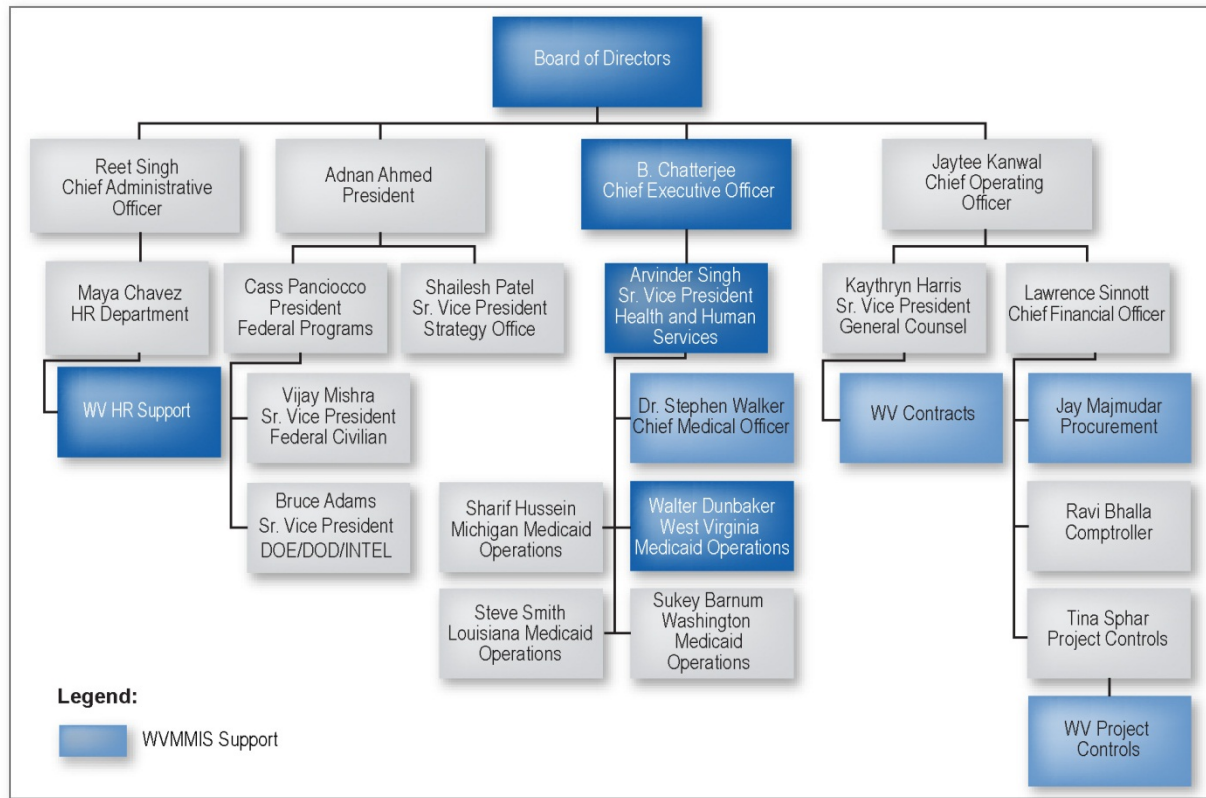 Board of Directors
Reet Singh
Chief Administrative
Officer
Adnan Ahmed
President
B. Chatterjee
Chief Executive Officer
Jaytee Kanwal
Chief Operating
Officer
Maya Chavez
HR Department
Cass Panciocco
President
Federal Programs
Shailesh Patel
Sr. Vice President
Strategy Office
Arvinder Singh
Sr. Vice President
Health and Human
Services
Kaythryn Harris
Sr. Vice President
General Counsel
Lawrence Sinnott
Chief Financial Officer
WV HR Support
Vijay Mishra
Sr. Vice President
Federal Civilian
Dr. Stephen Walker
Chief Medical Officer
WV Contracts
Jay Majmudar
Procurement
Bruce Adams
Sr. Vice President
DOE/DOD/INTEL
Sharif Hussein
Michigan Medicaid
Operations
Walter Dunbaker
West Virginia
Medicaid Operations
Ravi Bhalla
Comptroller
Steve Smith
Louisiana Medicaid
Operations
Sukey Barnum
Washington
Medicaid
Operations
Tina Sphar
Project Controls
WV Project
Controls
Legend:
WVMMIS Support